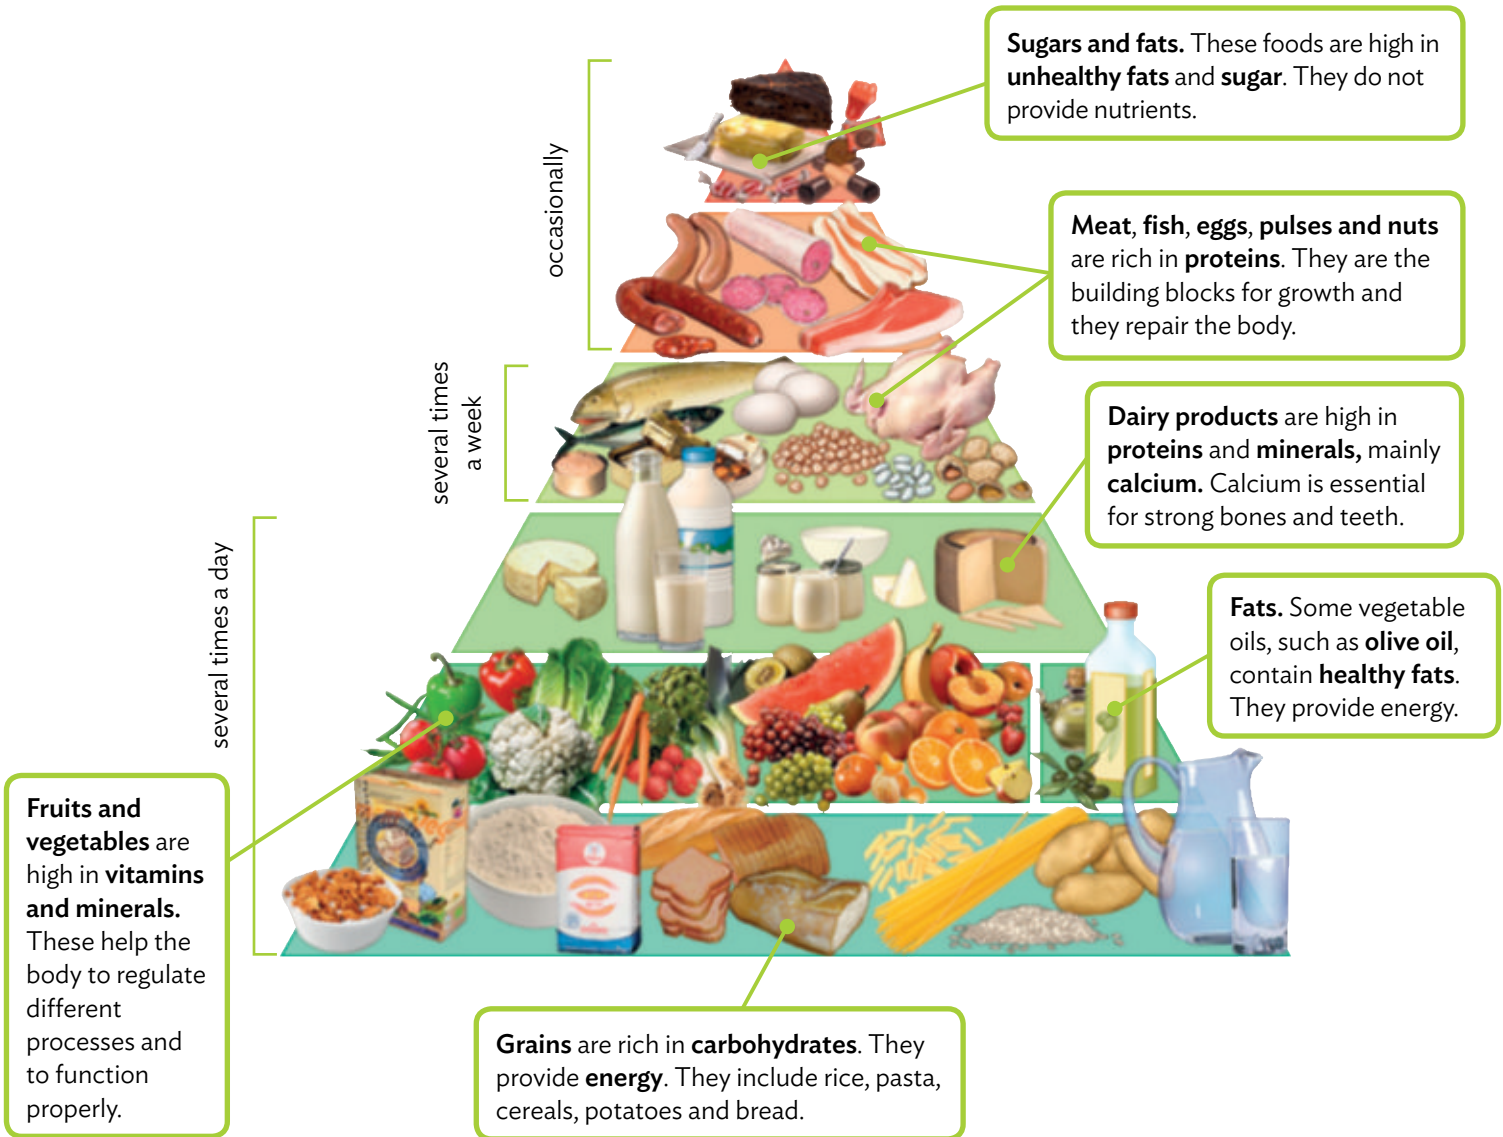 Sugars and fats. These foods are high in
unhealthy fats and sugar. They do not
provide nutrients.
occasionally
Meat, fish, eggs, pulses and nuts
are rich in proteins. They are the
building blocks for growth and
they repair the body.
several times
a week
Dairy products are high in
proteins and minerals, mainly
calcium. Calcium is essential
for strong bones and teeth.
several times a day
Fats. Some vegetable
oils, such as olive oil,
contain healthy fats.
They provide energy.
Fruits and
vegetables are
high in vitamins
and minerals.
These help the
body to regulate
different
processes and
to function
properly.
Grains are rich in carbohydrates. They
provide energy. They include rice, pasta,
cereals, potatoes and bread.